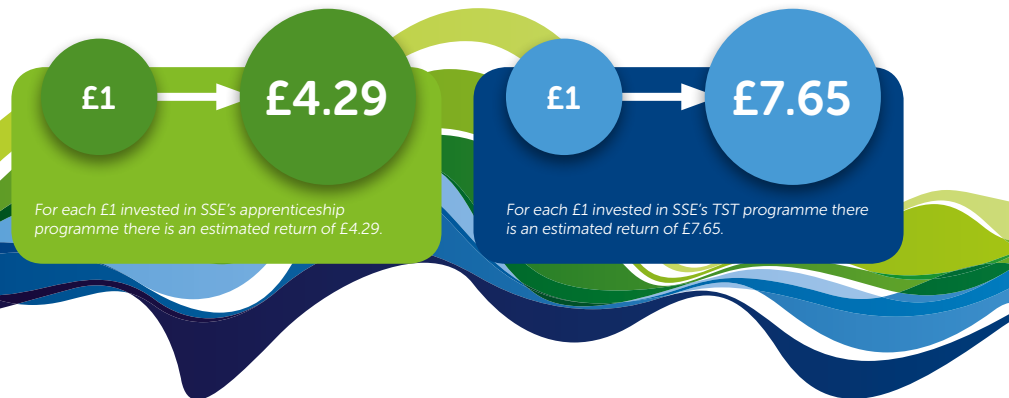 £1
£4.29
For each £1 invested in SSE's apprenticeship
programme there is an estimated return of £4.29.
£1
£7.65
For each £1 invested in SSE's TST programme there
is an estimated return of £7.65.